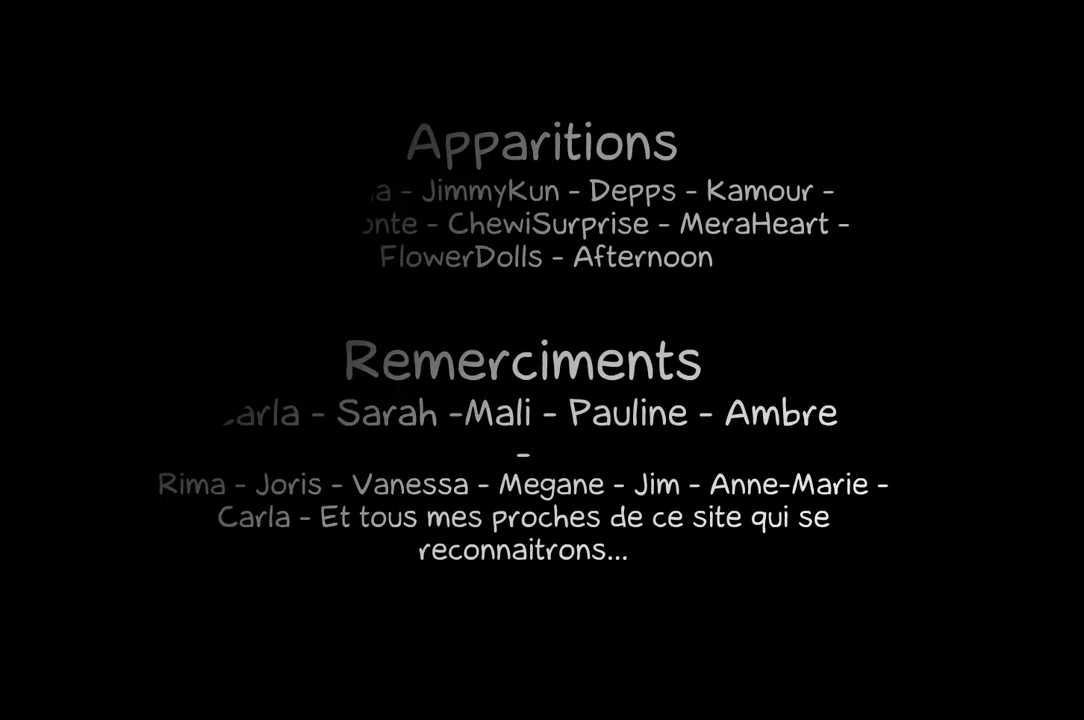 Apparitions
- JimmyKun - Depps - Kamour -
- ChewiSurprise - MeraHeart -
FlowerDolls - Afternoon
Remerciments
Carla - Sarah -Mali - Pauline - Ambre
-
Rima - Joris - Vanessa - Megane - Jim - Anne-Marie -
Carla - Et tous mes proches de ce site qui se
reconnaitrons...